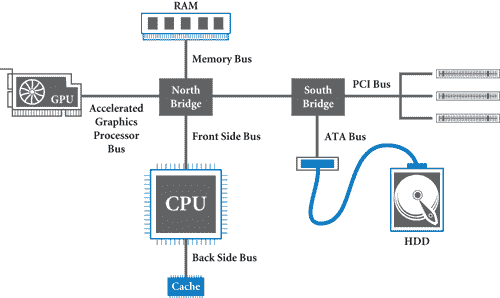 RAM
Memory Bus
GPU
North
Bridge
South
Bridge
PCI Bus
Accelerated
Graphics
Processor
Bus
Front Side Bus
ATA Bus
CPU
HDD
Back Side Bus
Cache